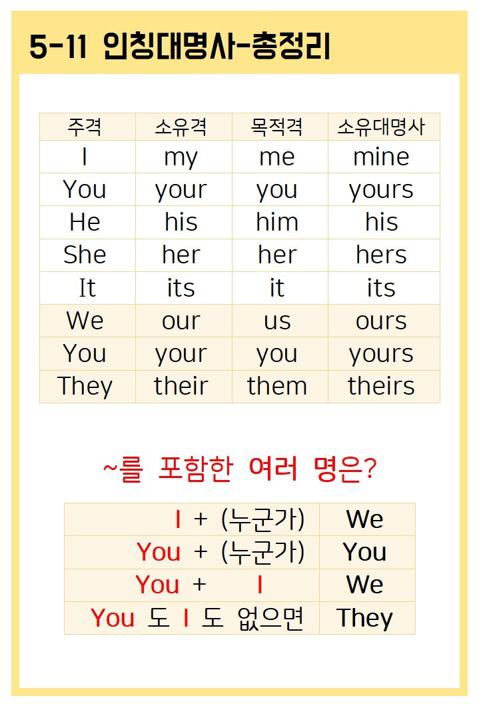 5-11 인칭대명사-총정리
주격 소유격 목적격 소유대명사
I my me mine
You your you yours
He his him his
She her her hers
It its it its
We our us ours
You your you yours
They their them theirs
~를 포함한 여러 명은?
I + (누군가) We
You + (누군가) You
You + I We
You 도 I 도 없으면 They